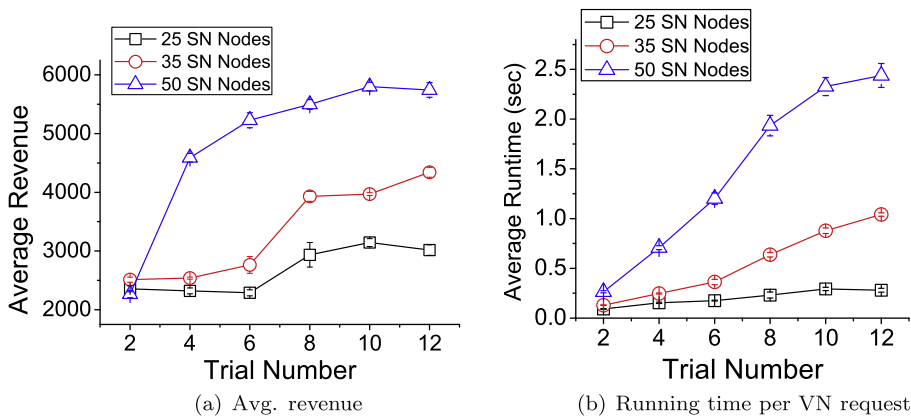 25 SN Nodes
35 SN Nodes
50 SN Nodes
6000
5000
4000
3000
2000
Average Revenue
2 4 6 8 10 12
Trial Number
(a) Avg. revenue
25 SN Nodes
35 SN Nodes
50 SN Nodes
2.5
2.0
1.5
1.0
0.5
0.0
Average Runtime (sec)
2 4 6 8 10 12
Trial Number
(b) Running time per VN request